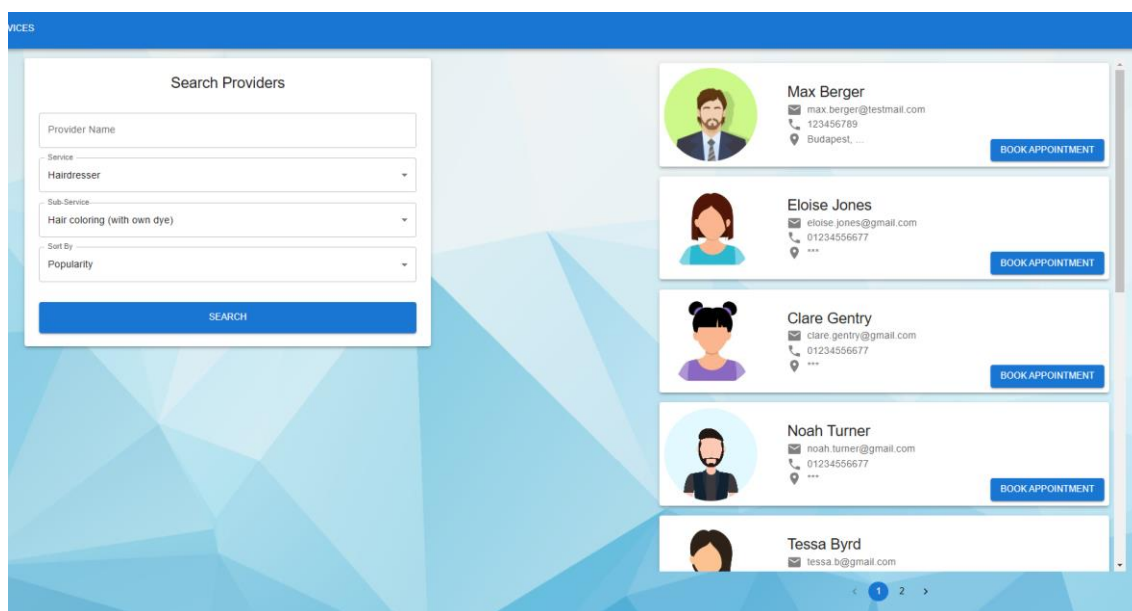 VICES
Search Providers
Provider Name
Service
Hairdresser
Sub-Service
Hair coloring (with own dye)
Sort By
Popularity
SEARCH
Max Berger
max.berger@testmail.com
123456789
Budapest, ...
BOOK APPOINTMENT
Eloise Jones
eloise.jones@gmail.com
01234556677
***
BOOK APPOINTMENT
Clare Gentry
clare.gentry@gmail.com
01234556677
***
BOOK APPOINTMENT
Noah Turner
noah.turner@gmail.com
01234556677
***
BOOK APPOINTMENT
Tessa Byrd
tessa.b@gmail.com
< 1 2 >